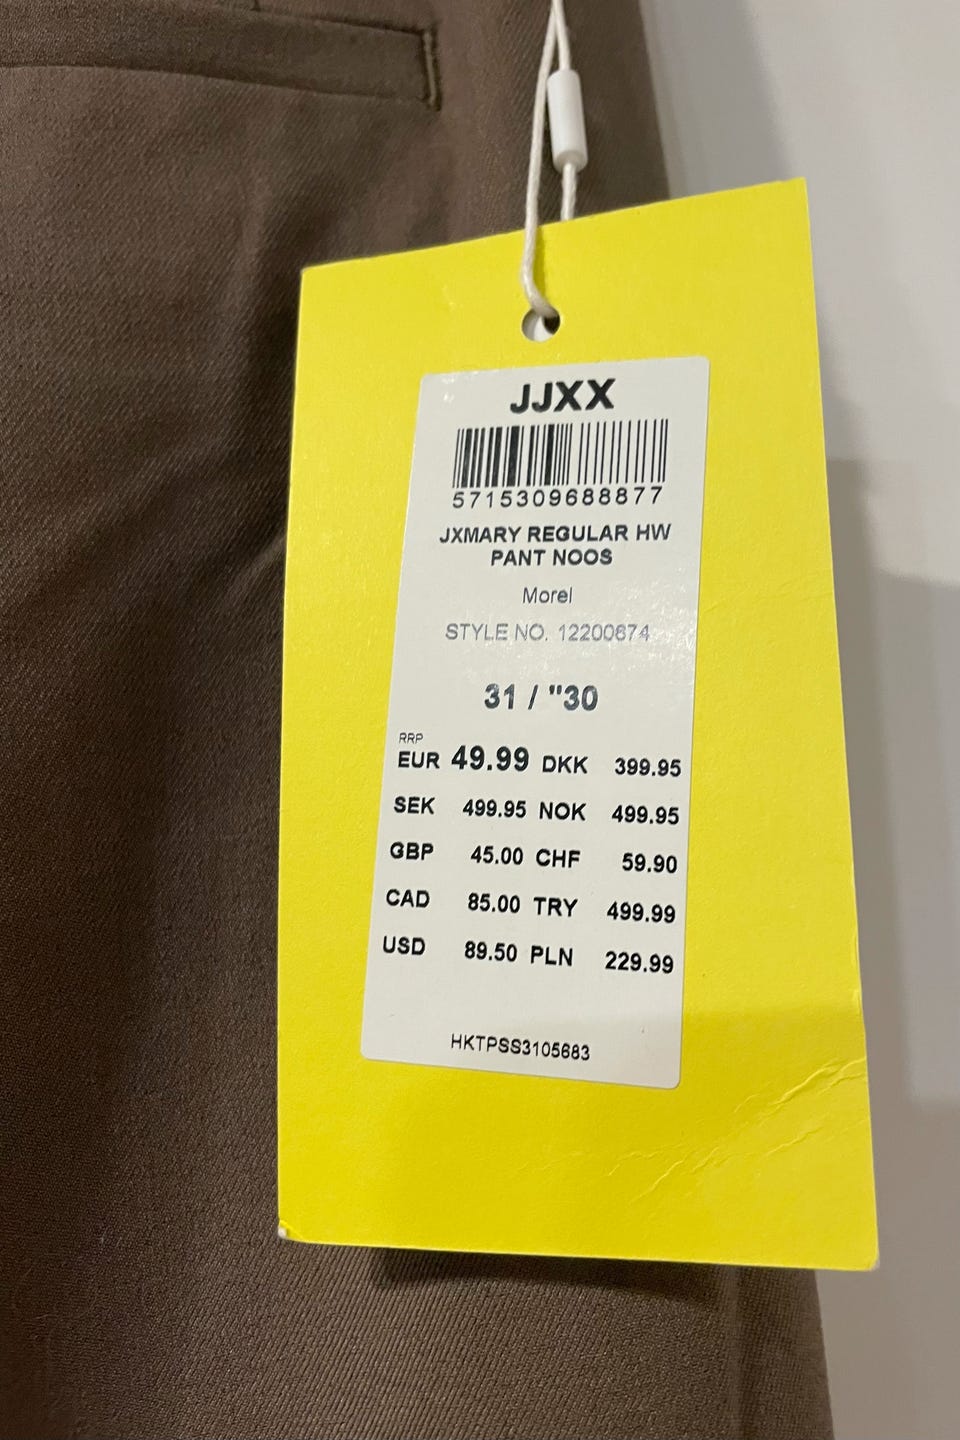 JJXX
5715309688877
JXMARY REGULAR HW
PANT NOOS
Morel
STYLE NO. 12200674
31 / "30
RRP
EUR 49.99 DKK 399.95
SEK 499.95 NOK 499.95
GBP 45.00 CHF 59.90
CAD 85.00 TRY 499.99
USD 89.50 PLN 229.99
HKTPSS3105683